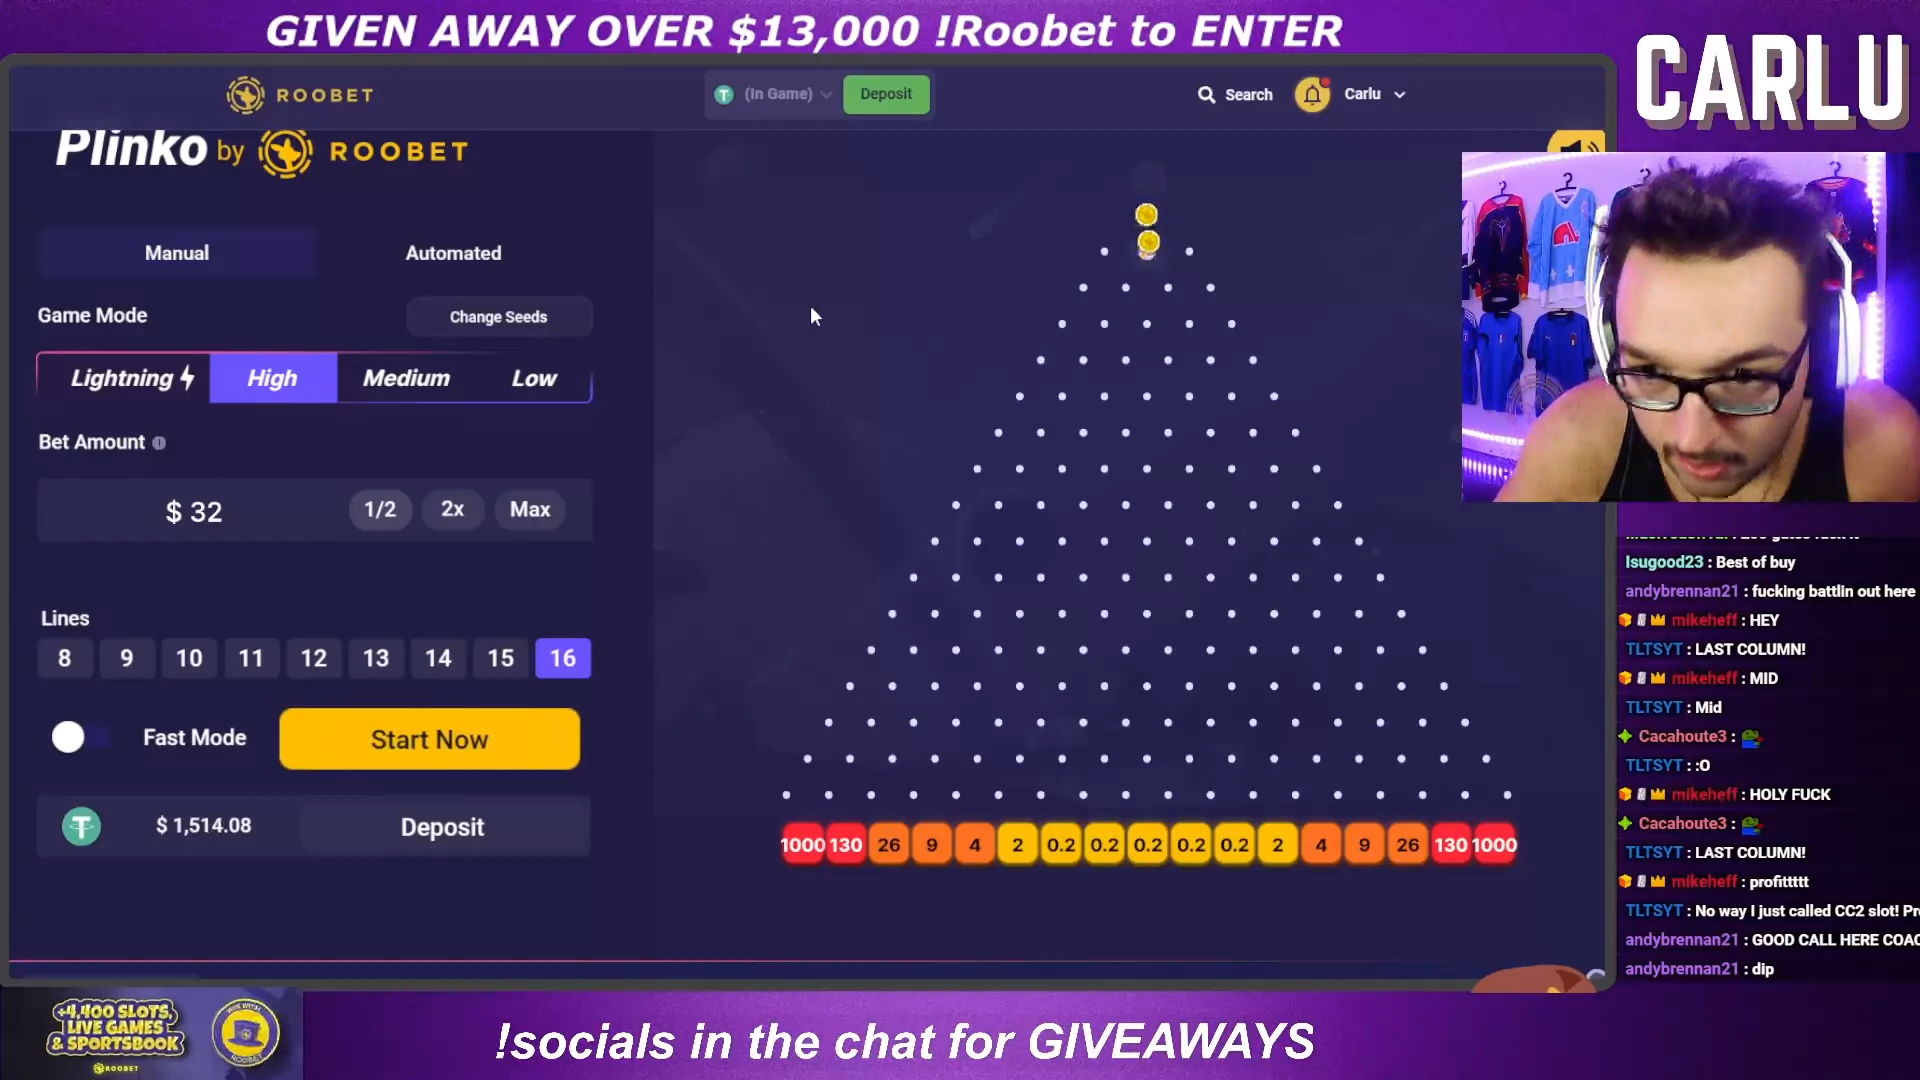 GIVEN AWAY OVER $13,000 !Roobet to ENTER
CARLU
ROOBET
(In Game)
Deposit
Search
Carlu
Plinko by ROOBET
Manual
Automated
Game Mode
Change Seeds
Lightning
High
Medium
Low
Bet Amount
$ 32
1/2
2x
Max
Lines
8
9
10
11
12
13
14
15
16
Fast Mode
Start Now
$ 1,514.08
Deposit
1000 130 26 9 4 2 0.2 0.2 0.2 0.2 0.2 2 4 9 26 130 1000
lsugood23 : Best of buy
andybrennan21 : fucking battlin out here
mikeheff : HEY
TLTSYT : LAST COLUMN!
mikeheff : MID
TLTSYT : Mid
Cacahoute3 :
TLTSYT : :O
mikeheff : HOLY FUCK
Cacahoute3 :
TLTSYT : LAST COLUMN!
mikeheff : profittttt
TLTSYT : No way I just called CC2 slot!
andybrennan21 : GOOD CALL HERE
andybrennan21 : dip
+4,400 SLOTS,
LIVE GAMES
& SPORTSBOOK
ROOBET
!socials in the chat for GIVEAWAYS